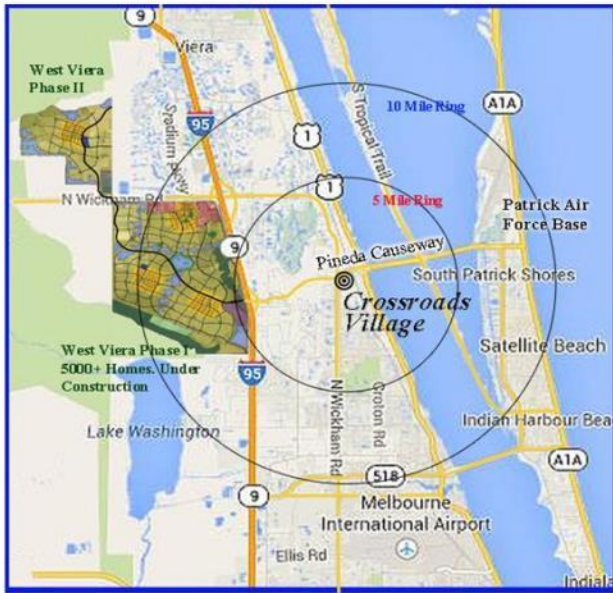 9
Viera
West Viera
Phase II
Stadium Pkwy
95
S Tropical Trail
10 Mile Ring
A1A
1
N Wickham Rd
1
5 Mile Ring
Patrick Air
Force Base
9
Pineda Causeway
South Patrick Shores
Crossroads
Village
West Viera Phase I
5000+ Homes. Under
Construction
Satellite Beach
95
N Wickham Rd
Croton Rd
Lake Washington
Indian Harbour Bea
518
A1A
9
Melbourne
International Airport
Ellis Rd
Indiala